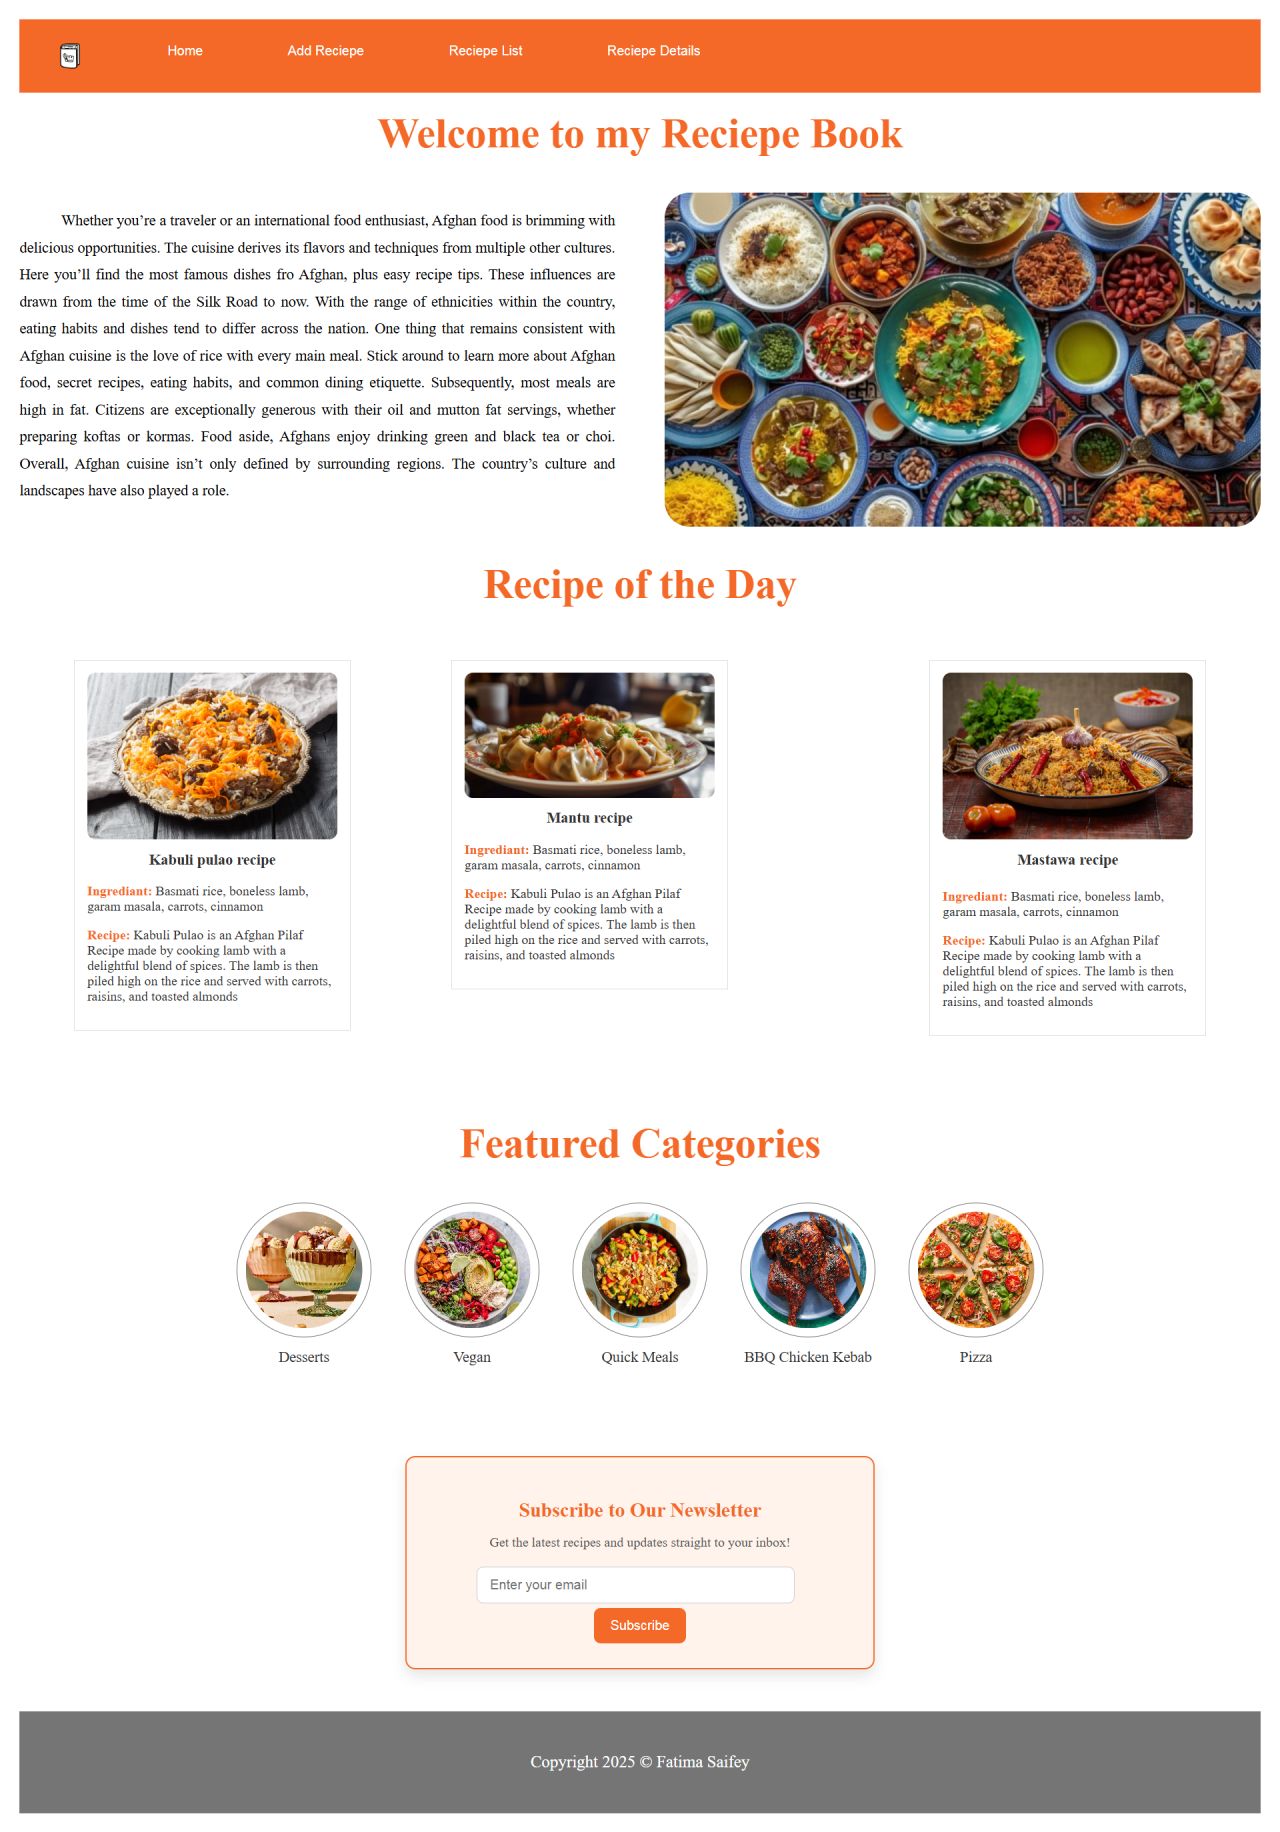 Home Add Reciepe Reciepe List Reciepe Details
Welcome to my Reciepe Book
Whether you’re a traveler or an international food enthusiast, Afghan food is brimming with
delicious opportunities. The cuisine derives its flavors and techniques from multiple other cultures.
Here you’ll find the most famous dishes fro Afghan, plus easy recipe tips. These influences are
drawn from the time of the Silk Road to now. With the range of ethnicities within the country,
eating habits and dishes tend to differ across the nation. One thing that remains consistent with
Afghan cuisine is the love of rice with every main meal. Stick around to learn more about Afghan
food, secret recipes, eating habits, and common dining etiquette. Subsequently, most meals are
high in fat. Citizens are exceptionally generous with their oil and mutton fat servings, whether
preparing koftas or kormas. Food aside, Afghans enjoy drinking green and black tea or choi.
Overall, Afghan cuisine isn’t only defined by surrounding regions. The country’s culture and
landscapes have also played a role.
Recipe of the Day
Kabuli pulao recipe
Ingrediant: Basmati rice, boneless lamb,
garam masala, carrots, cinnamon
Recipe: Kabuli Pulao is an Afghan Pilaf
Recipe made by cooking lamb with a
delightful blend of spices. The lamb is then
piled high on the rice and served with carrots,
raisins, and toasted almonds
Mantu recipe
Ingrediant: Basmati rice, boneless lamb,
garam masala, carrots, cinnamon
Recipe: Kabuli Pulao is an Afghan Pilaf
Recipe made by cooking lamb with a
delightful blend of spices. The lamb is then
piled high on the rice and served with carrots,
raisins, and toasted almonds
Mastawa recipe
Ingrediant: Basmati rice, boneless lamb,
garam masala, carrots, cinnamon
Recipe: Kabuli Pulao is an Afghan Pilaf
Recipe made by cooking lamb with a
delightful blend of spices. The lamb is then
piled high on the rice and served with carrots,
raisins, and toasted almonds
Featured Categories
Desserts
Vegan
Quick Meals
BBQ Chicken Kebab
Pizza
Subscribe to Our Newsletter
Get the latest recipes and updates straight to your inbox!
Enter your email
Subscribe
Copyright 2025 © Fatima Saifey